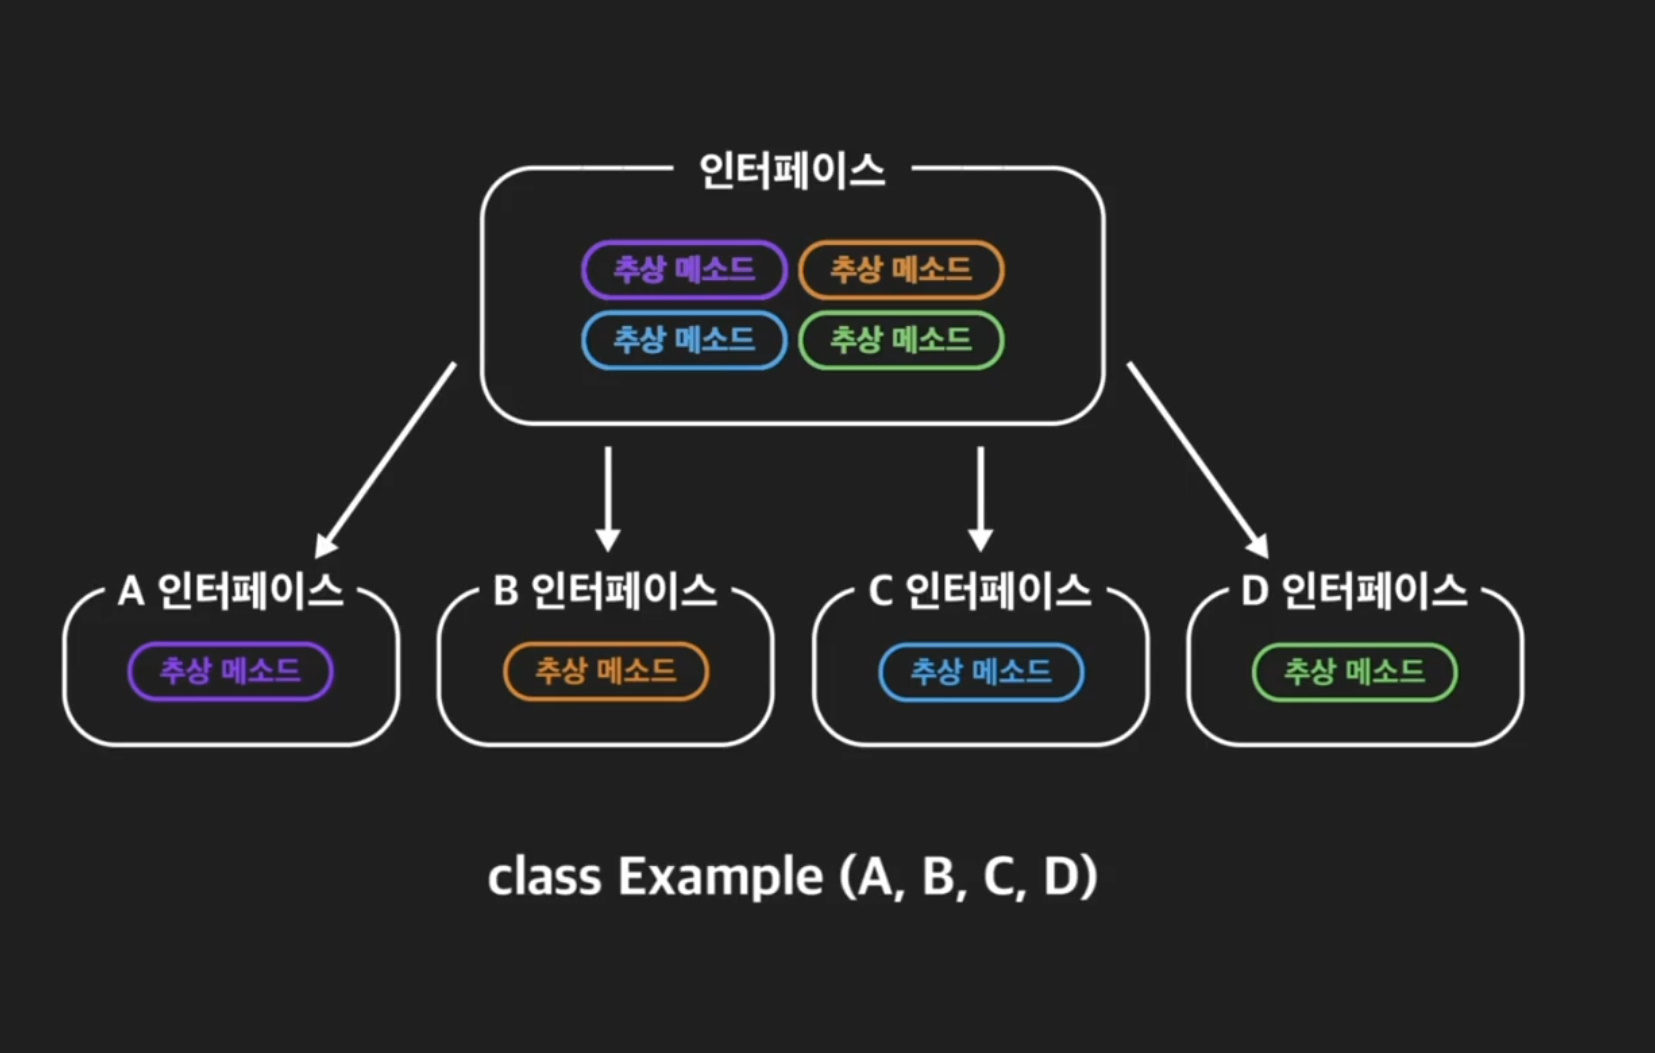 인터페이스
추상 메소드 추상 메소드
추상 메소드 추상 메소드
A 인터페이스 B 인터페이스 C 인터페이스 D 인터페이스
추상 메소드 추상 메소드 추상 메소드 추상 메소드
class Example (A, B, C, D)